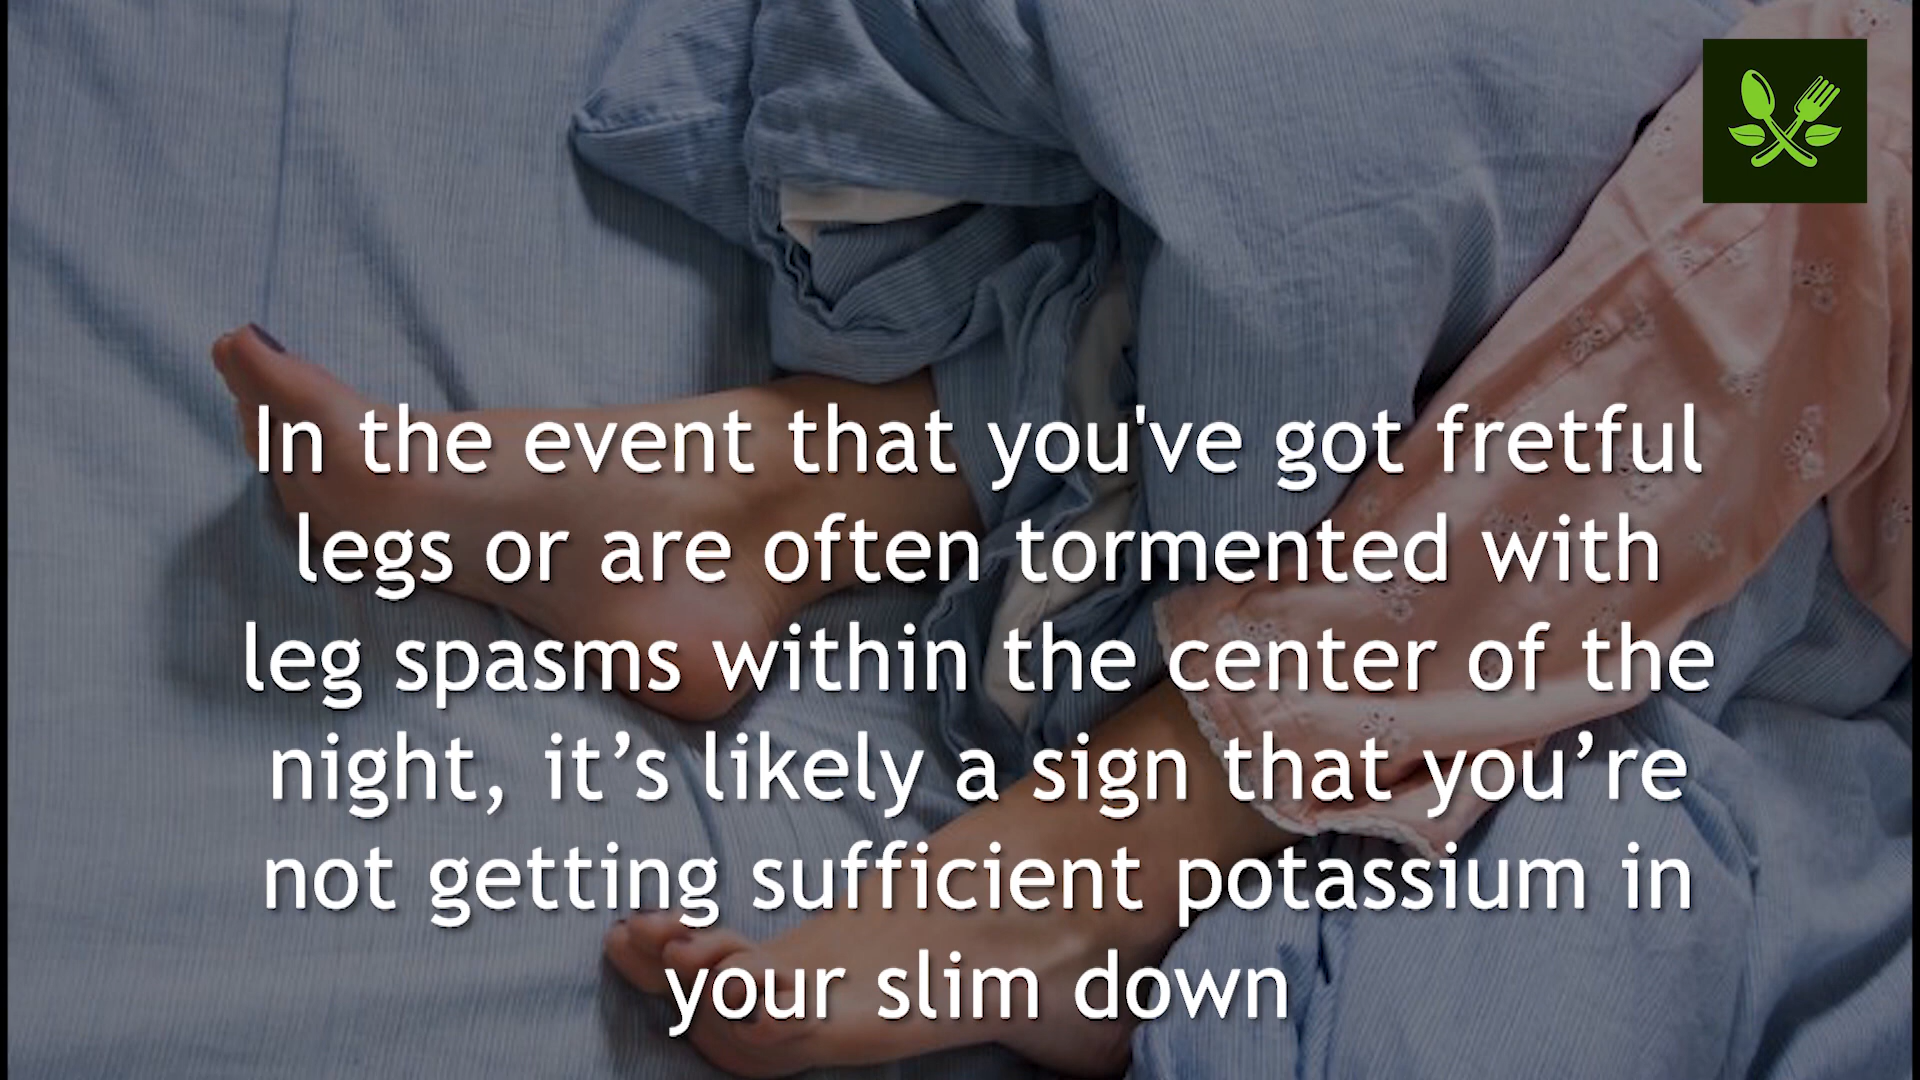 In the event that you've got fretful
legs or are often tormented with
leg spasms within the center of the
night, it’s likely a sign that you’re
not getting sufficient potassium in
your slim down